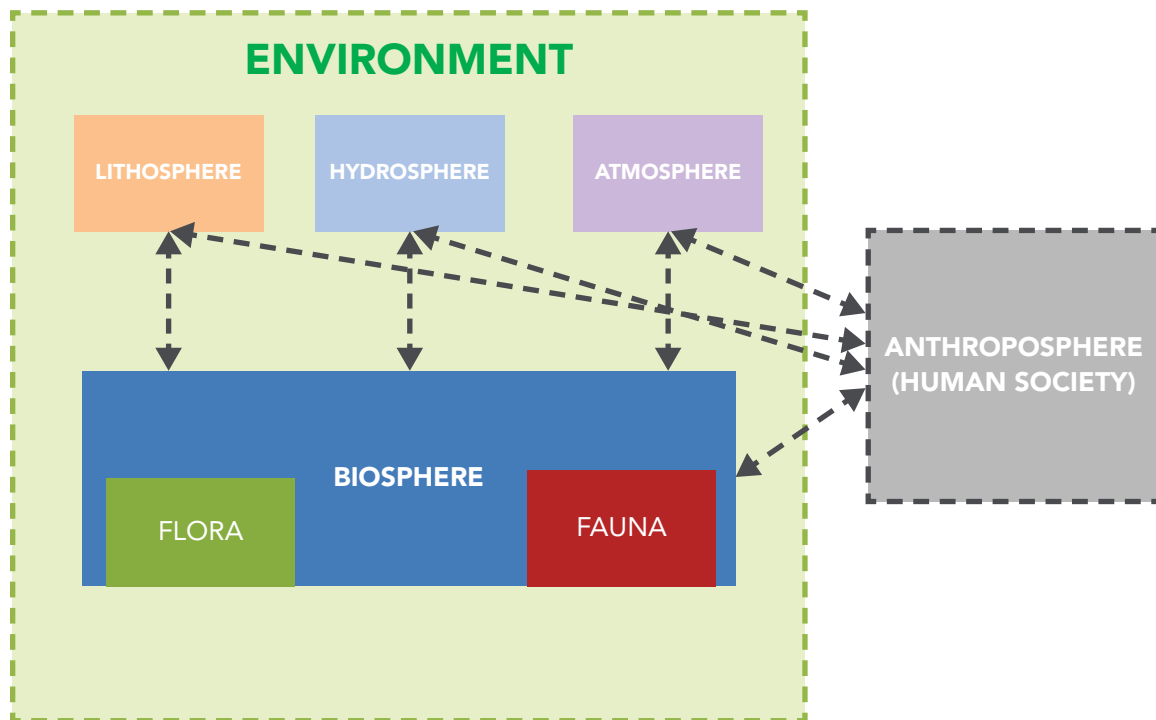 ENVIRONMENT
LITHOSPHERE
HYDROSPHERE
ATMOSPHERE
ANTHROPOSPHERE
(HUMAN SOCIETY)
BIOSPHERE
FLORA
FAUNA